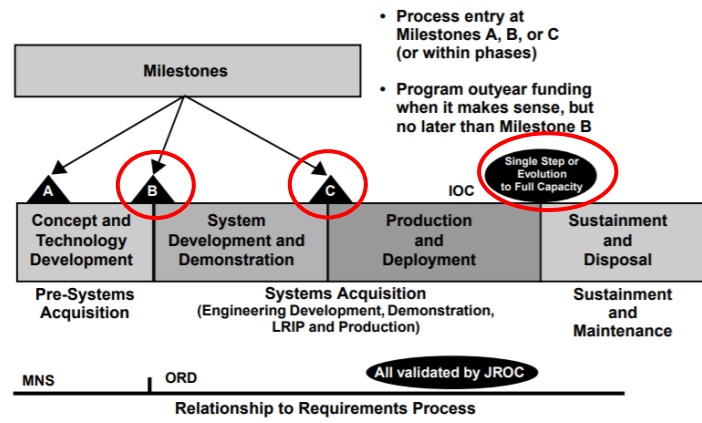 • Process entry at
Milestones A, B, or C
(or within phases)
• Program outyear funding
when it makes sense, but
no later than Milestone B
Milestones
A
B
C
IOC
Single Step or
Evolution
to Full Capacity
Concept and
Technology
Development
System
Development and
Demonstration
Production
and
Deployment
Sustainment
and
Disposal
Pre-Systems
Acquisition
Systems Acquisition
(Engineering Development, Demonstration,
LRIP and Production)
Sustainment
and
Maintenance
MNS
ORD
All validated by JROC
Relationship to Requirements Process